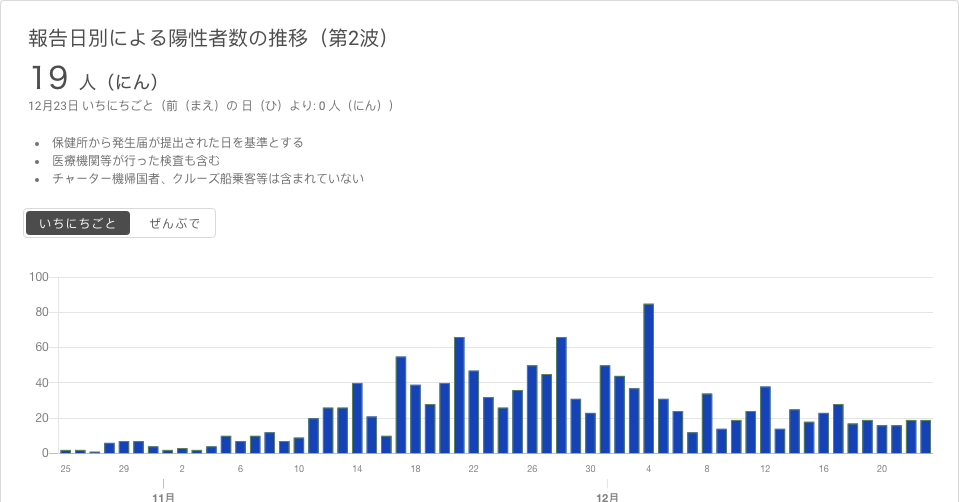 報告日別による陽性者数の推移（第2波）
19 人（にん）
12月23日 いちにちごと（前（まえ）の 日（ひ）より: 0 人（にん））
• 保健所から発生届が提出された日を基準とする
• 医療機関等が行った検査も含む
• チャーター機帰国者、クルーズ船乗客等は含まれていない
いちにちごと ぜんぶで
100
80
60
40
20
0
25 29 2 6 10 14 18 22 26 30 4 8 12 16 20
11月 12月